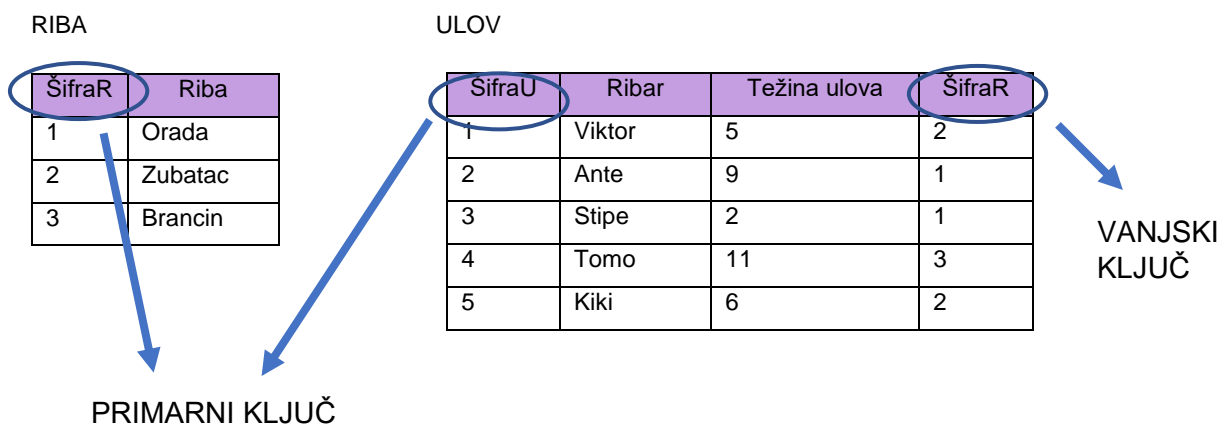 RIBA
ULOV
ŠifraR Riba
1 Orada
2 Zubatac
3 Brancin
ŠifraU Ribar Težina ulova ŠifraR
1 Viktor 5 2
2 Ante 9 1
3 Stipe 2 1
4 Tomo 11 3
5 Kiki 6 2
VANJSKI
KLJUČ
PRIMARNI KLJUČ